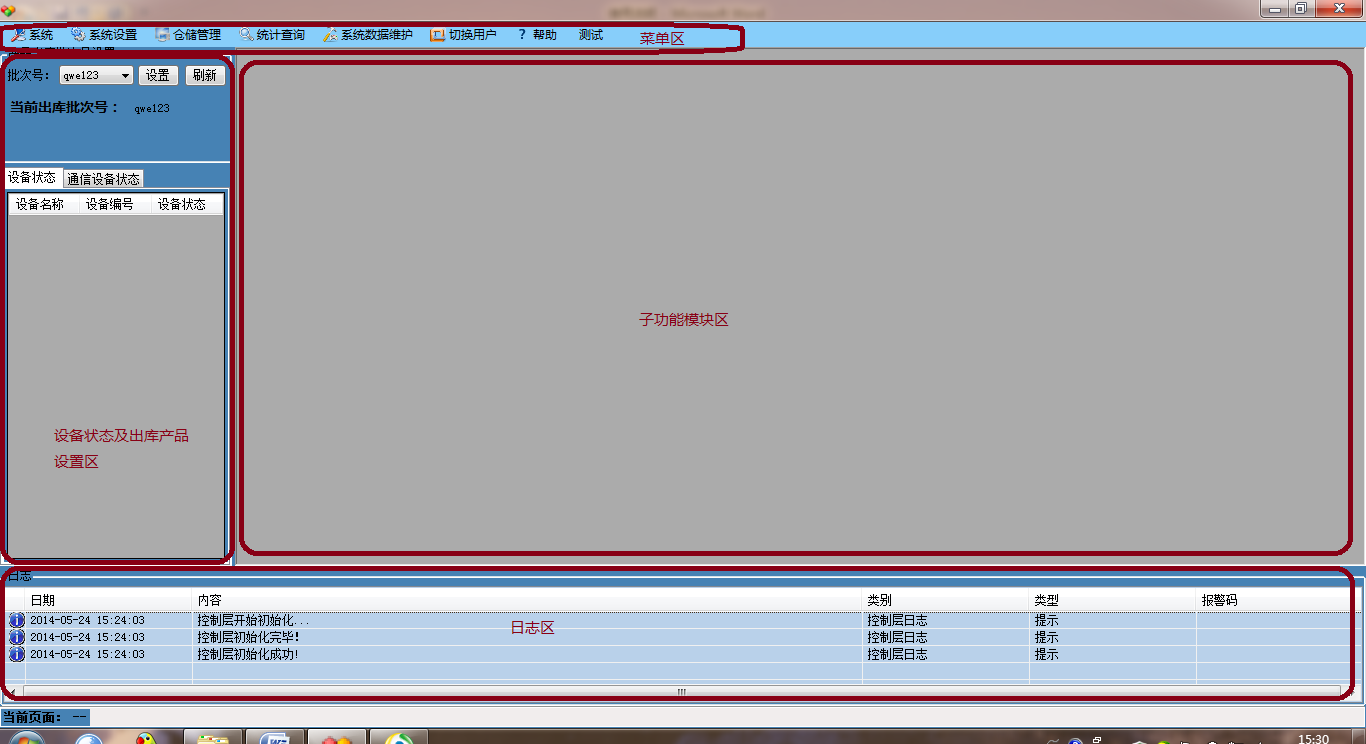 系统 系统设置 仓储管理 统计查询 系统数据维护 切换用户 ? 帮助 测试 菜单区
批次号: qwe123 设置 刷新
当前出库批次号: qwe123
设备状态 通信设备状态
设备名称 设备编号 设备状态
子功能模块区
设备状态及出库产品
设置区
日志
日期 内容 类别 类型 报警码
2014-05-24 15:24:03 控制层开始初始化... 控制层日志 提示
2014-05-24 15:24:03 控制层初始化完毕! 控制层日志 提示
2014-05-24 15:24:03 控制层初始化成功! 控制层日志 提示
日志区
当前页面: --
15:30